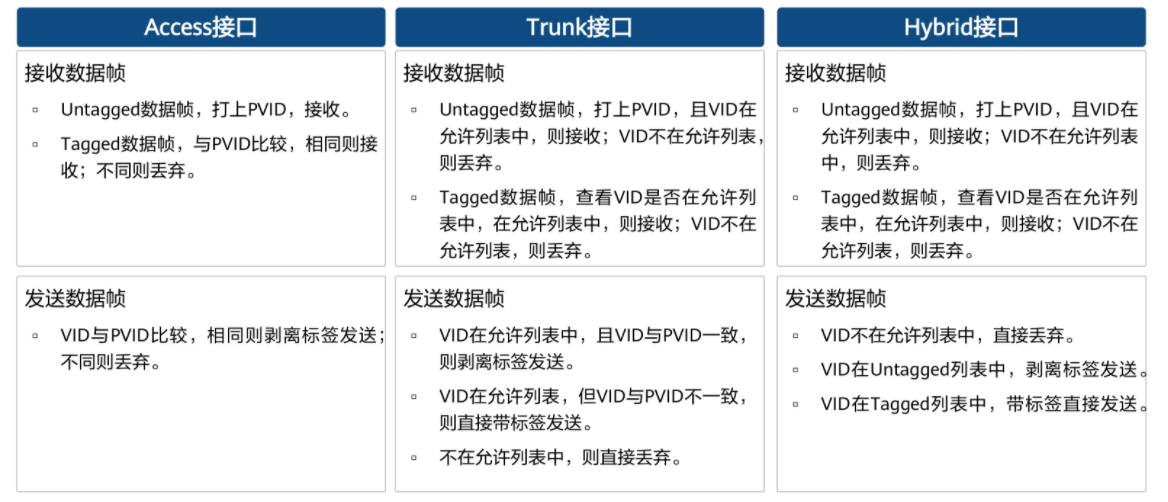 Access接口
接收数据帧
▫ Untagged数据帧，打上PVID，接收。
▫ Tagged数据帧，与PVID比较，相同则接
收；不同则丢弃。
发送数据帧
▫ VID与PVID比较，相同则剥离标签发送；
不同则丢弃。
Trunk接口
接收数据帧
▫ Untagged数据帧，打上PVID，且VID在
允许列表中，则接收；VID不在允许列表，
则丢弃。
▫ Tagged数据帧，查看VID是否在允许列
表中，在允许列表中，则接收；VID不在
允许列表，则丢弃。
发送数据帧
▫ VID在允许列表中，且VID与PVID一致，
则剥离标签发送。
▫ VID在允许列表，但VID与PVID不一致，
则直接带标签发送。
▫ 不在允许列表中，则直接丢弃。
Hybrid接口
接收数据帧
▫ Untagged数据帧，打上PVID，且VID在
允许列表中，则接收；VID不在允许列表
中，则丢弃。
▫ Tagged数据帧，查看VID是否在允许列
表中，在允许列表中，则接收；VID不在
允许列表，则丢弃。
发送数据帧
▫ VID不在允许列表中，直接丢弃。
▫ VID在Untagged列表中，剥离标签发送。
▫ VID在Tagged列表中，带标签直接发送。